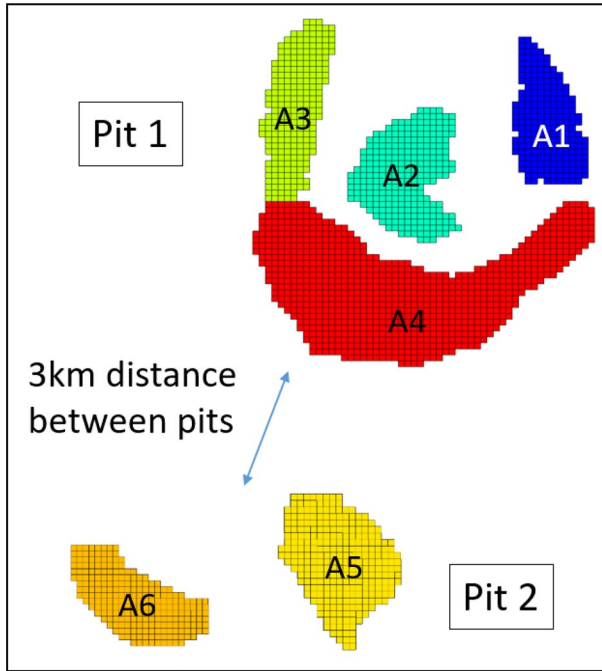 A3
Pit 1
A1
A2
A4
3km distance
between pits
A5
A6
Pit 2